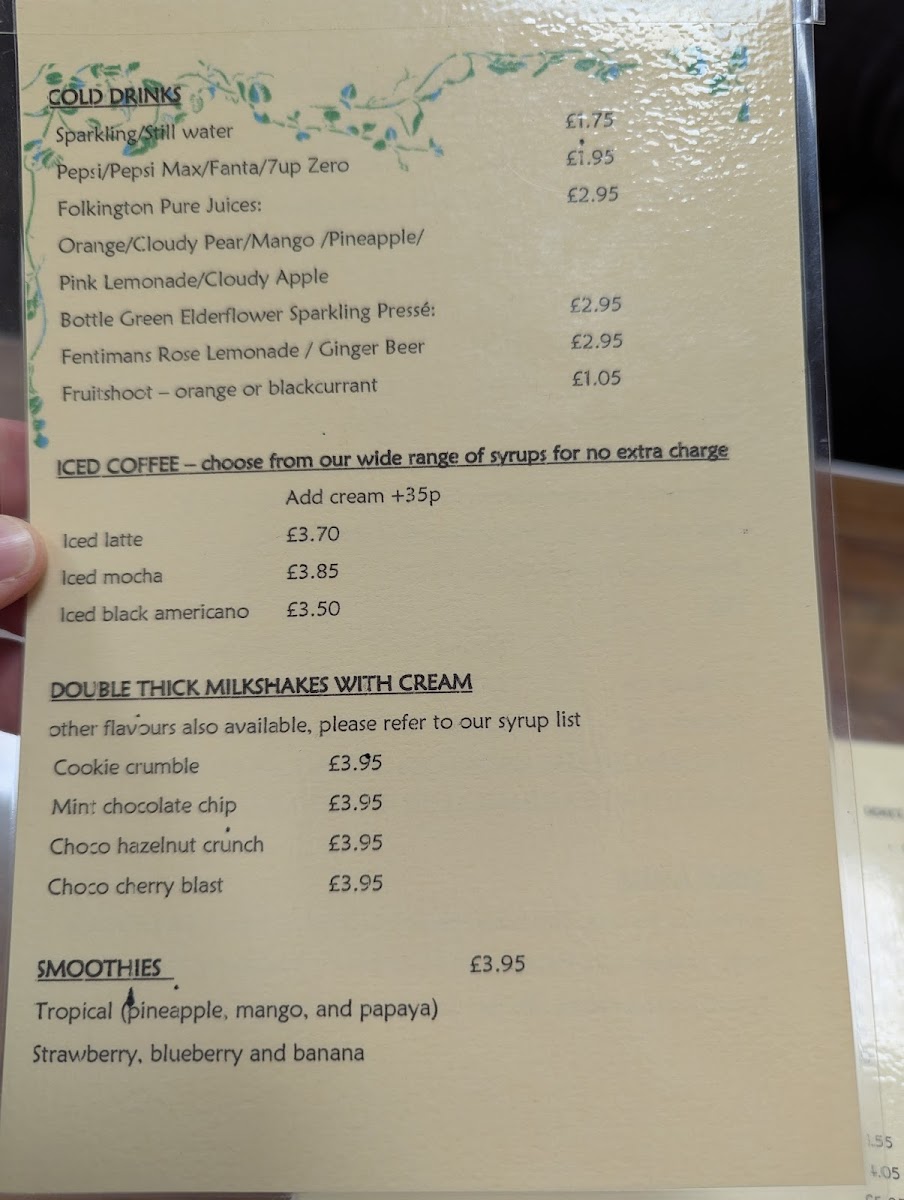 COLD DRINKS
Sparkling/Still water £1.75
Pepsi/Pepsi Max/Fanta/7up Zero £1.95
Folkington Pure Juices: £2.95
Orange/Cloudy Pear/Mango /Pineapple/
Pink Lemonade/Cloudy Apple
Bottle Green Elderflower Sparkling Pressé: £2.95
Fentimans Rose Lemonade / Ginger Beer £2.95
Fruitshoot – orange or blackcurrant £1.05
ICED COFFEE – choose from our wide range of syrups for no extra charge
Add cream +35p
Iced latte £3.70
Iced mocha £3.85
Iced black americano £3.50
DOUBLE THICK MILKSHAKES WITH CREAM
other flavours also available, please refer to our syrup list
Cookie crumble £3.95
Mint chocolate chip £3.95
Choco hazelnut crunch £3.95
Choco cherry blast £3.95
SMOOTHIES £3.95
Tropical (pineapple, mango, and papaya)
Strawberry, blueberry and banana
.55
4.05